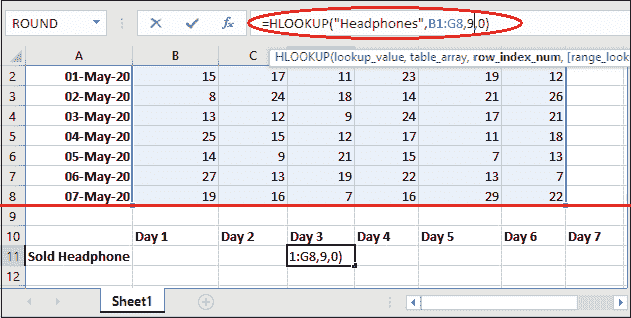 ROUND =HLOOKUP("Headphones",B1:G8,9,0)
HLOOKUP(lookup_value, table_array, row_index_num, [range_look
A B C D E F G
2 01-May-20 15 17 11 23 19 12
3 02-May-20 8 24 18 14 21 26
4 03-May-20 13 12 9 24 17 21
5 04-May-20 25 15 12 17 11 18
6 05-May-20 14 9 21 15 7 13
7 06-May-20 27 13 19 22 13 7
8 07-May-20 19 16 7 16 29 22
9
10 Day 1 Day 2 Day 3 Day 4 Day 5 Day 6 Day 7
11 Sold Headphone 1:G8,9,0)
12
Sheet1